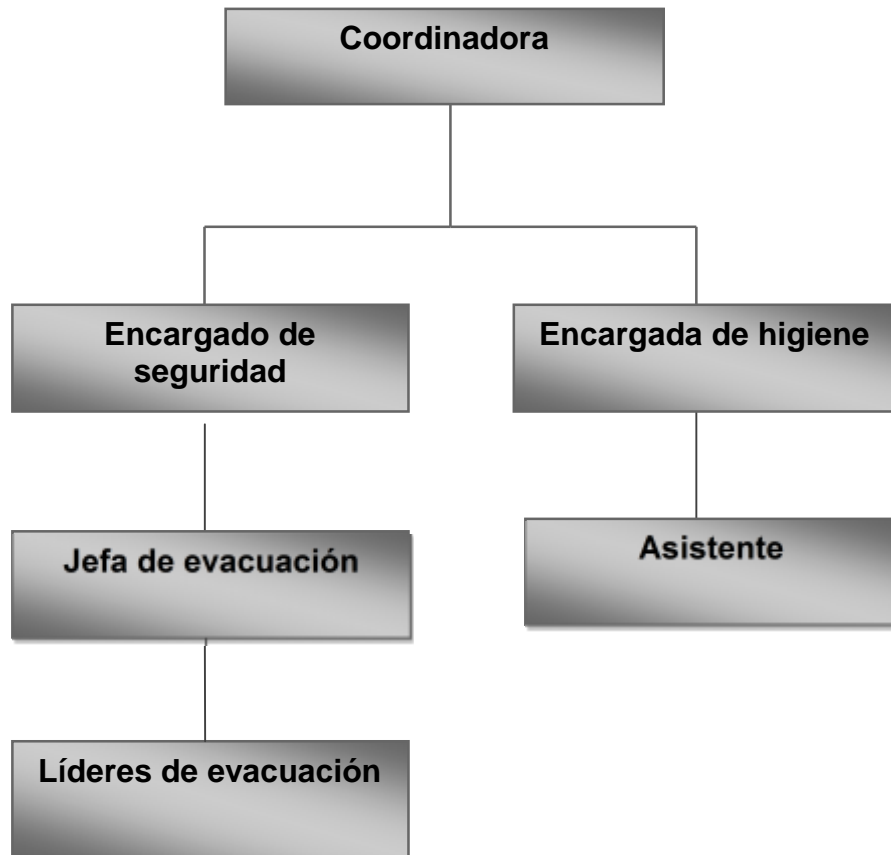 Coordinadora
Encargado de
seguridad
Encargada de higiene
Jefa de evacuación
Asistente
Líderes de evacuación